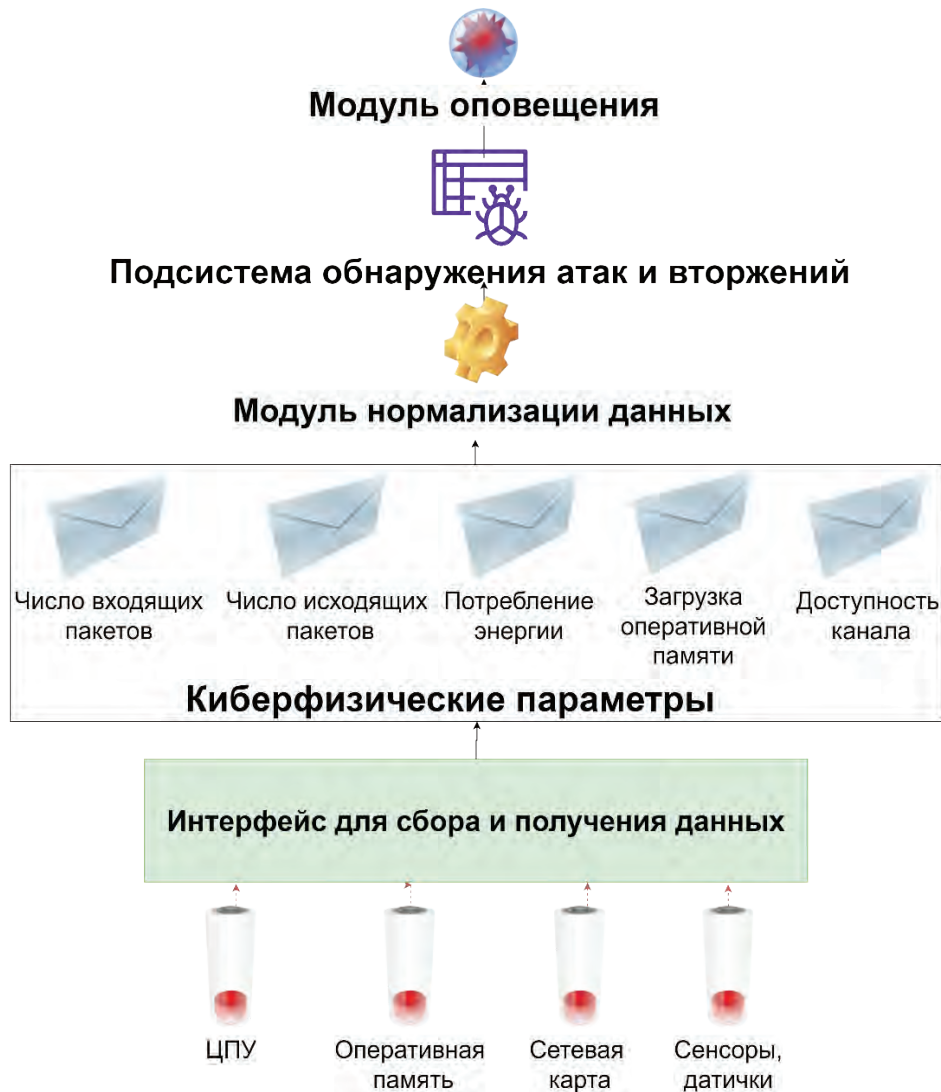 Модуль оповещения
Подсистема обнаружения атак и вторжений
Модуль нормализации данных
Число входящих
пакетов
Число исходящих
пакетов
Потребление
энергии
Загрузка
оперативной
памяти
Доступность
канала
Киберфизические параметры
Интерфейс для сбора и получения данных
ЦПУ
Оперативная
память
Сетевая
карта
Сенсоры,
датчики